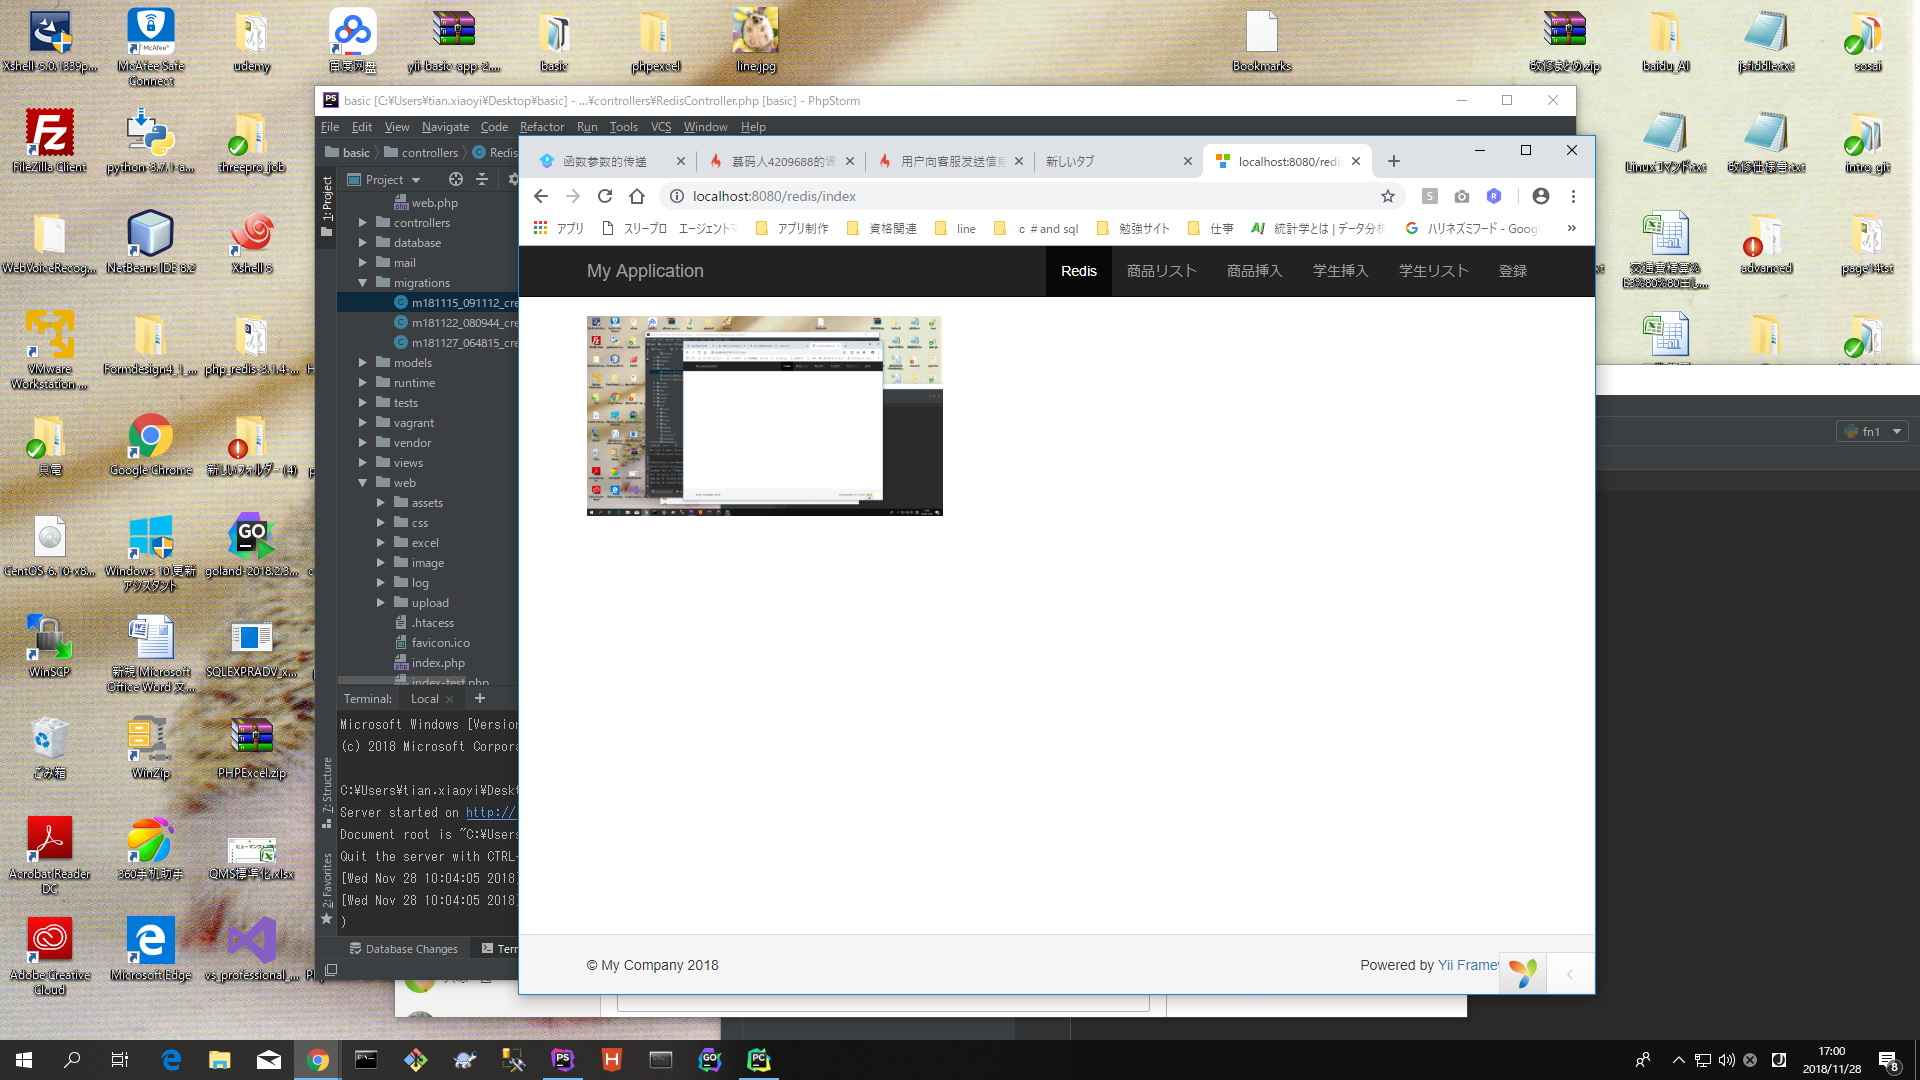 Xshell-5.0.1339p...
McAfee Safe Connect
udemy
百度网盘
yii-basic-app-2....
basic
phpexcel
line.jpg
Bookmarks
改修まとめ.zip
baidu_AI
jsfiddle.txt
sosai
FileZilla Client
python-3.7.1-a...
threepro_job
Linuxコマンド.txt
改修仕様書.txt
intro_git
WebVoiceRecog...
NetBeans IDE 8.2
Xshell 5
advanced
page14tst
VMware Workstation ...
Formdesign4_1_...
php_redis-3.1.4-...
真電
Google Chrome
新しいフォルダー (4)
CentOS-6.10-x8...
Windows 10 更新アシスタント
goland-2018.2.3...
WinSCP
新規 Microsoft Office Word 文...
SQLEXPRADV_x...
ごみ箱
WinZip
PHPExcel.zip
Acrobat Reader DC
360手机助手
QMS標準化.xlsx
Adobe Creative Cloud
Microsoft Edge
vs_professional_...
basic [C:¥Users¥tian.xiaoyi¥Desktop¥basic] - ...¥controllers¥RedisController.php [basic] - PhpStorm
File Edit View Navigate Code Refactor Run Tools VCS Window Help
basic controllers Redis
1: Project
Project
web.php
controllers
database
mail
migrations
m181115_091112_cre
m181122_080944_cre
m181127_064815_cre
models
runtime
tests
vagrant
vendor
views
web
assets
css
excel
image
log
upload
.htacess
favicon.ico
index.php
index-test.php
7: Structure
2: Favorites
Terminal: Local
Microsoft Windows [Version
(c) 2018 Microsoft Corpora
C:¥Users¥tian.xiaoyi¥Deskt
Server started on http://
Document root is "C:¥Users
Quit the server with CTRL-
[Wed Nov 28 10:04:05 2018]
[Wed Nov 28 10:04:05 2018]
)
Database Changes
函数参数的传递
慕码人4209688的课
用户向客服发送信息
新しいタブ
localhost:8080/redi
localhost:8080/redis/index
アプリ
スリープロ エージェントマ
アプリ制作
資格関連
line
c # and sql
勉強サイト
仕事
統計学とは | データ分析
ハリネズミフード - Goog
»
My Application
Redis 商品リスト 商品挿入 学生挿入 学生リスト 登録
© My Company 2018
Powered by Yii Framew
fn1
17:00
2018/11/28
8